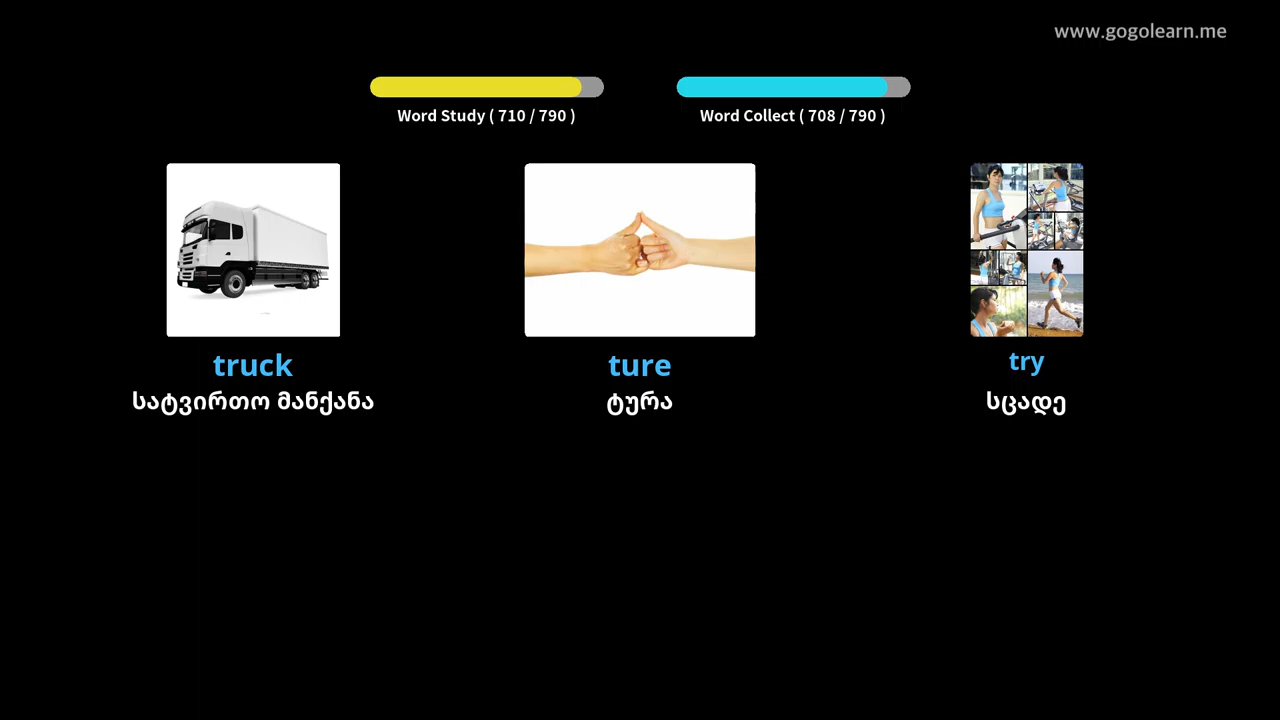 www.gogolearn.me
Word Study ( 710 / 790 )
Word Collect ( 708 / 790 )
truck
ture
try
სატვირთო მანქანა
ტურა
სცადე